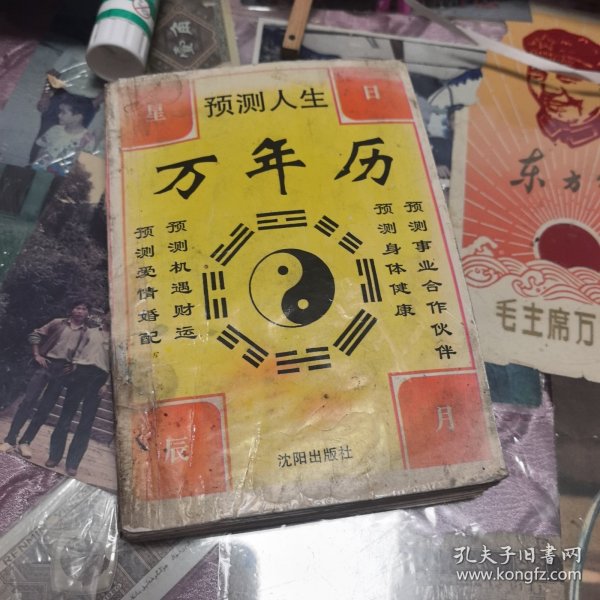 角
壹
星
日
预测人生
万年历
预测事业合作伙伴
预测身体健康
预测机遇财运
预测爱情婚配
辰
月
沈阳出版社
东方
毛主席万
RENMI
孔夫子旧书网
www.kongfz.com